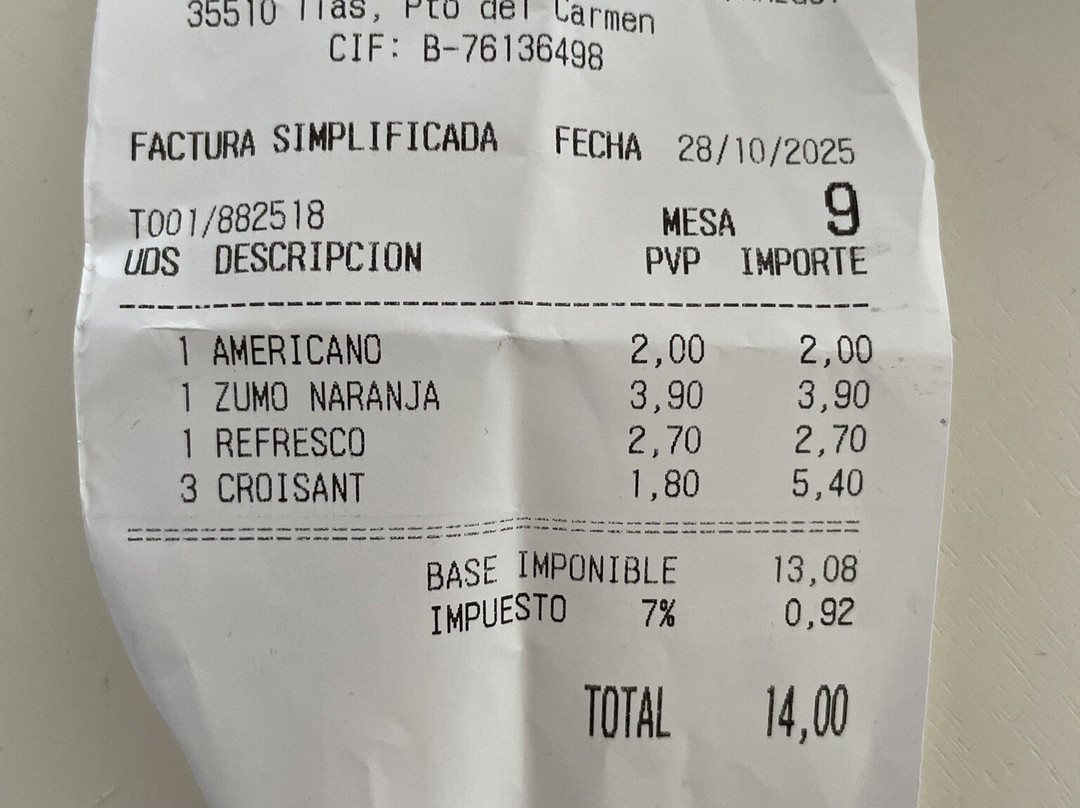 35510 Tías, Pto del Carmen
CIF: B-76136498
FACTURA SIMPLIFICADA FECHA 28/10/2025
T001/882518 MESA 9
UDS DESCRIPCION PVP IMPORTE
1 AMERICANO 2,00 2,00
1 ZUMO NARANJA 3,90 3,90
1 REFRESCO 2,70 2,70
3 CROISANT 1,80 5,40
BASE IMPONIBLE 13,08
IMPUESTO 7% 0,92
TOTAL 14,00